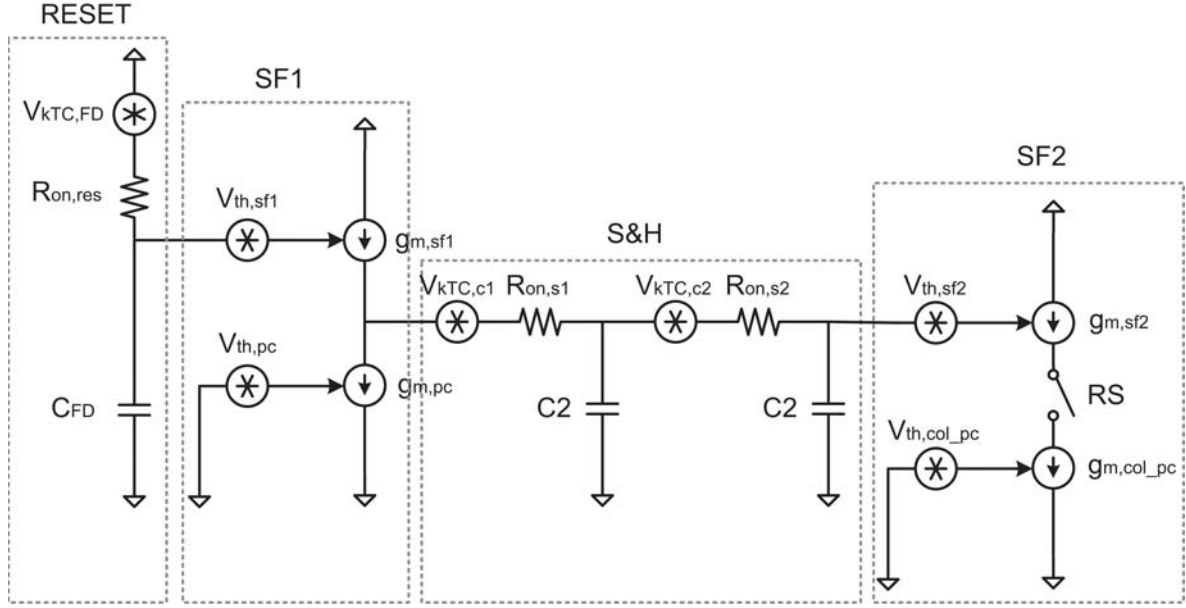 RESET
VkTC,FD
Ron,res
CFD
SF1
Vth,sf1
gm,sf1
Vth,pc
gm,pc
S&H
VkTC,c1
Ron,s1
VkTC,c2
Ron,s2
C2
C2
SF2
Vth,sf2
gm,sf2
RS
Vth,col_pc
gm,col_pc